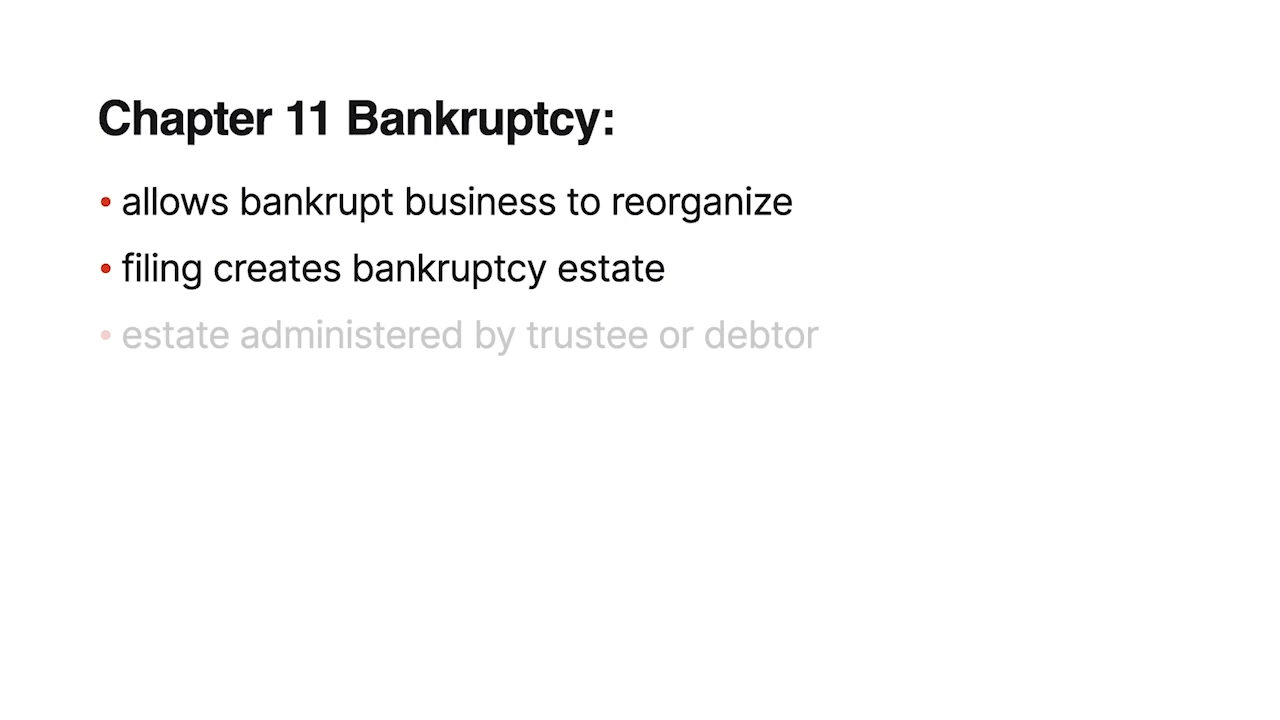 Chapter 11 Bankruptcy:
• allows bankrupt business to reorganize
• filing creates bankruptcy estate
• estate administered by trustee or debtor